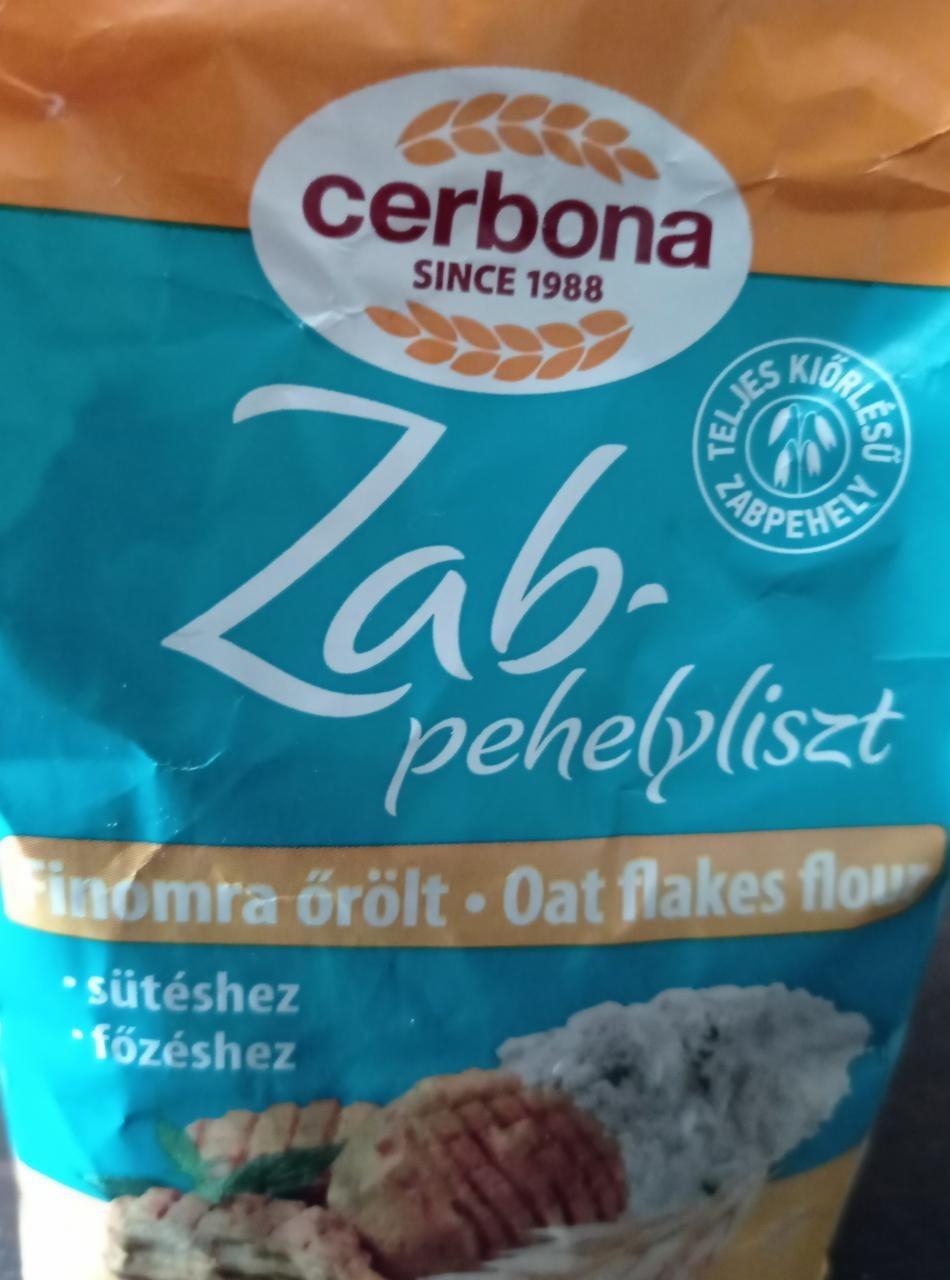 cerbona
SINCE 1988
TELJES KIŐRLÉSŰ
ZABPEHELY
Zab-
pehelyliszt
Finomra őrölt • Oat flakes flour
• sütéshez
• főzéshez